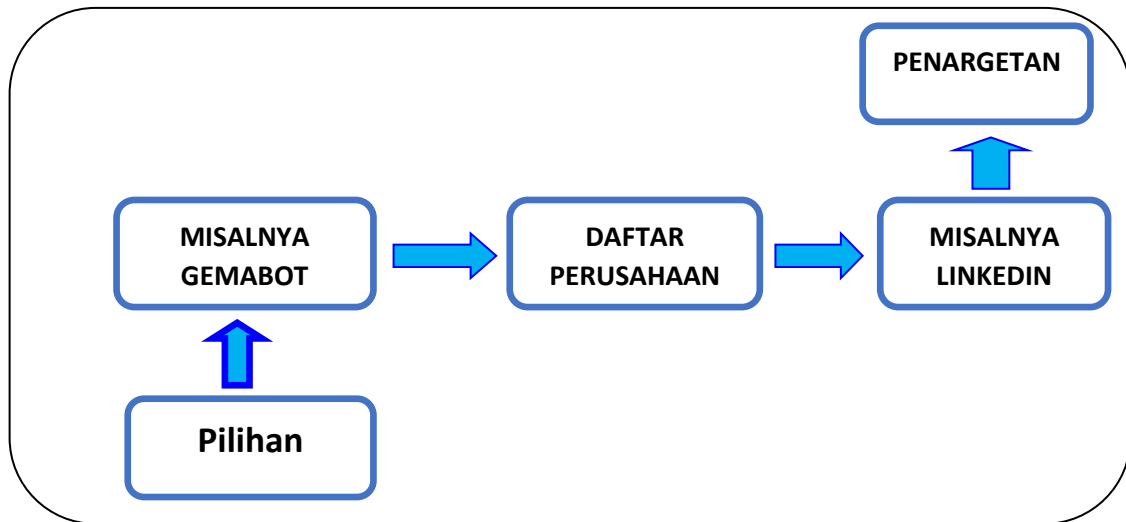 PENARGETAN
MISALNYA
GEMABOT
DAFTAR
PERUSAHAAN
MISALNYA
LINKEDIN
Pilihan